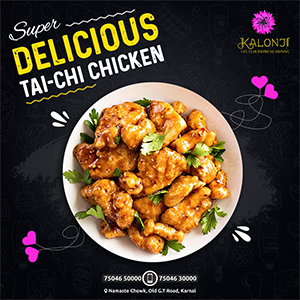 Super
DELICIOUS
TAI-CHI CHICKEN
KALONJI
75046 50000 75046 30000
Namaste Chowk, Old G.T Road, Karnal